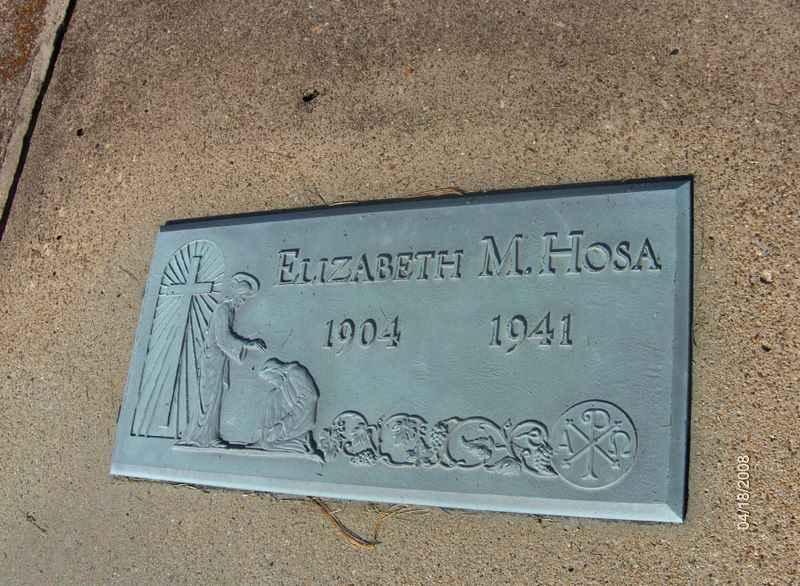 ELIZABETH M. HOSA
1904 1941
04/18/2008